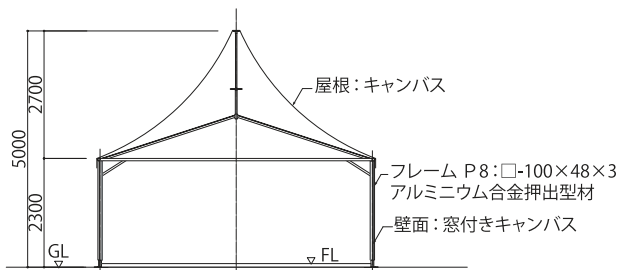 屋根：キャンバス
2700
5000
フレーム P8：□-100×48×3
アルミニウム合金押出型材
2300
壁面：窓付きキャンバス
GL
FL